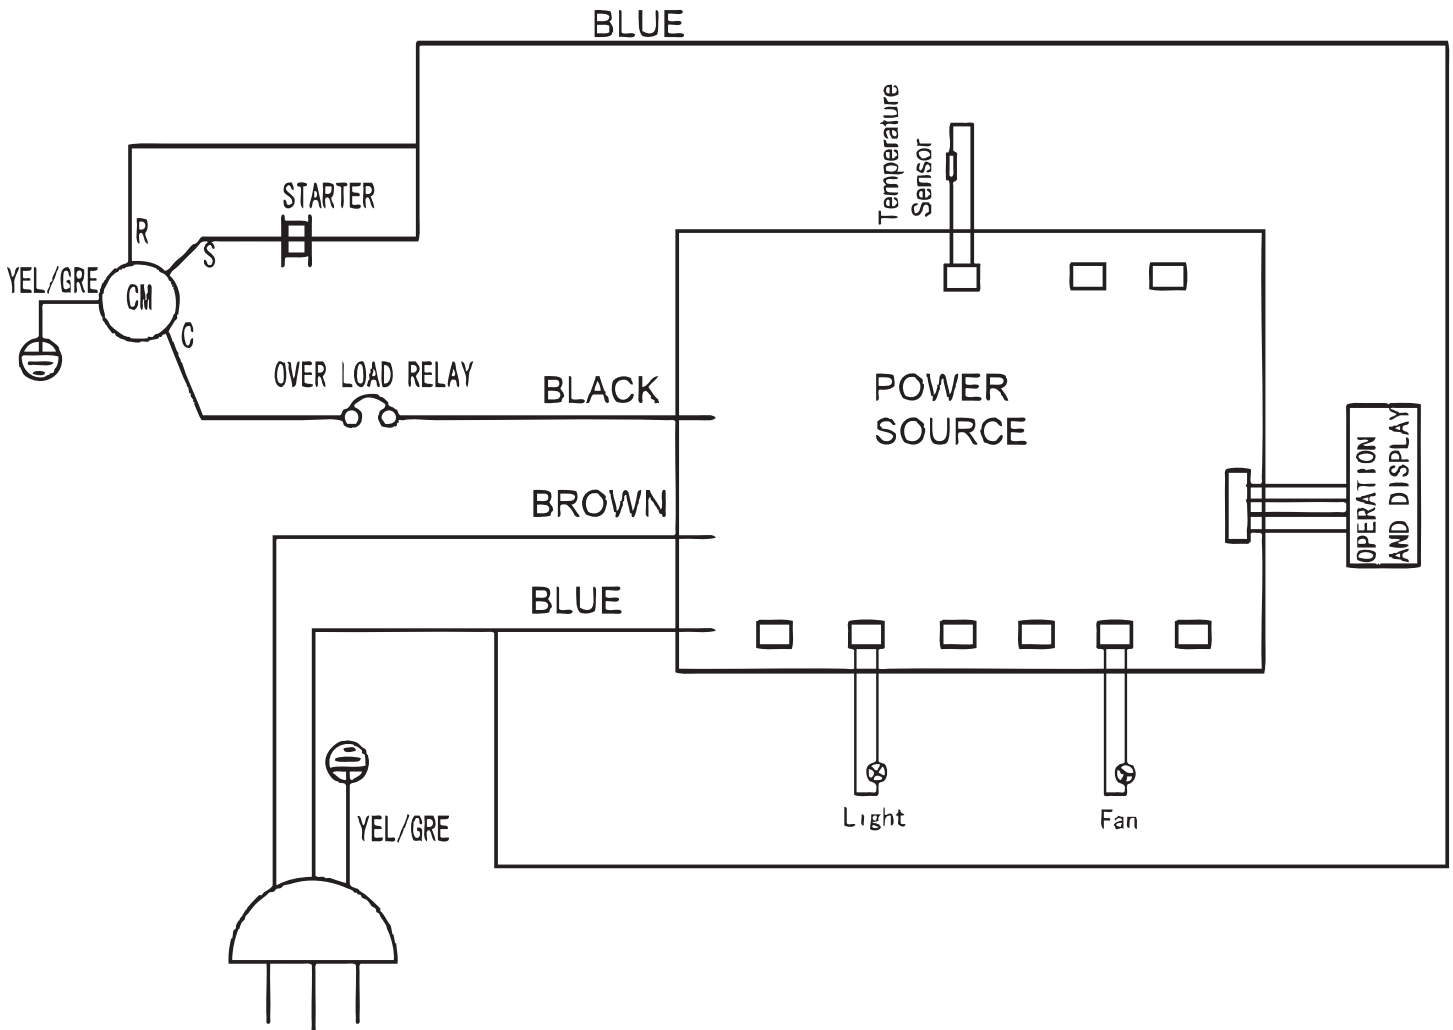 BLUE
Temperature
Sensor
STARTER
R
S
YEL/GRE
CM
C
OVER LOAD RELAY
BLACK
POWER
SOURCE
OPERATION
AND DISPLAY
BROWN
BLUE
Light
Fan
YEL/GRE